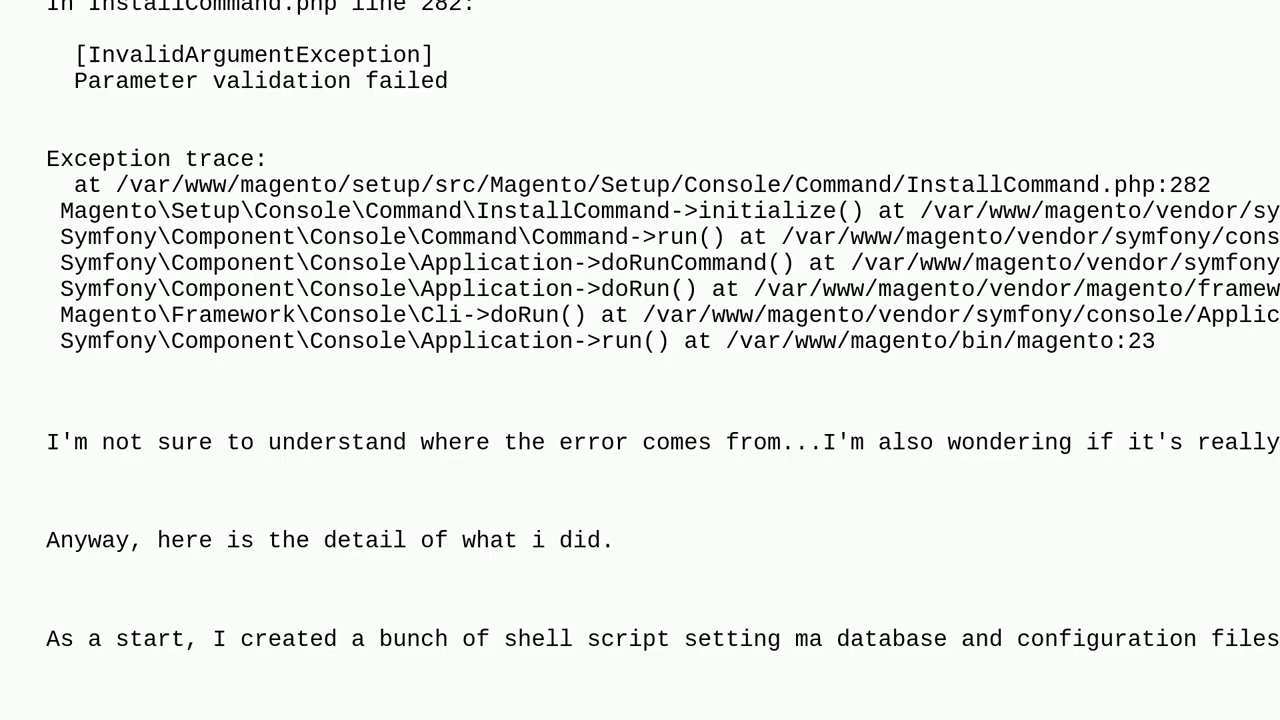 In InstallCommand.php line 282:
[InvalidArgumentException]
Parameter validation failed
Exception trace:
at /var/www/magento/setup/src/Magento/Setup/Console/Command/InstallCommand.php:282
Magento\Setup\Console\Command\InstallCommand->initialize() at /var/www/magento/vendor/sy
Symfony\Component\Console\Command\Command->run() at /var/www/magento/vendor/symfony/cons
Symfony\Component\Console\Application->doRunCommand() at /var/www/magento/vendor/symfony
Symfony\Component\Console\Application->doRun() at /var/www/magento/vendor/magento/framew
Magento\Framework\Console\Cli->doRun() at /var/www/magento/vendor/symfony/console/Applic
Symfony\Component\Console\Application->run() at /var/www/magento/bin/magento:23
I'm not sure to understand where the error comes from...I'm also wondering if it's really
Anyway, here is the detail of what i did.
As a start, I created a bunch of shell script setting ma database and configuration files